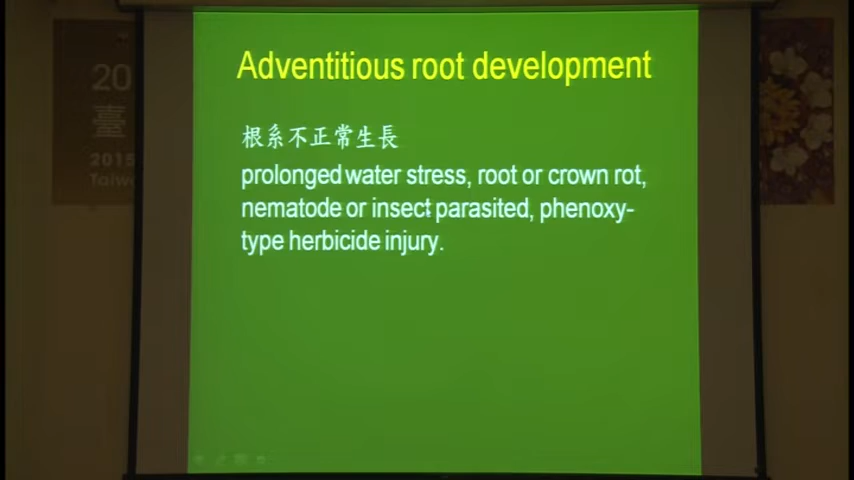 Adventitious root development
根系不正常生長
prolonged water stress, root or crown rot,
nematode or insect parasited, phenoxy-
type herbicide injury.
20
臺
2015
Taiw